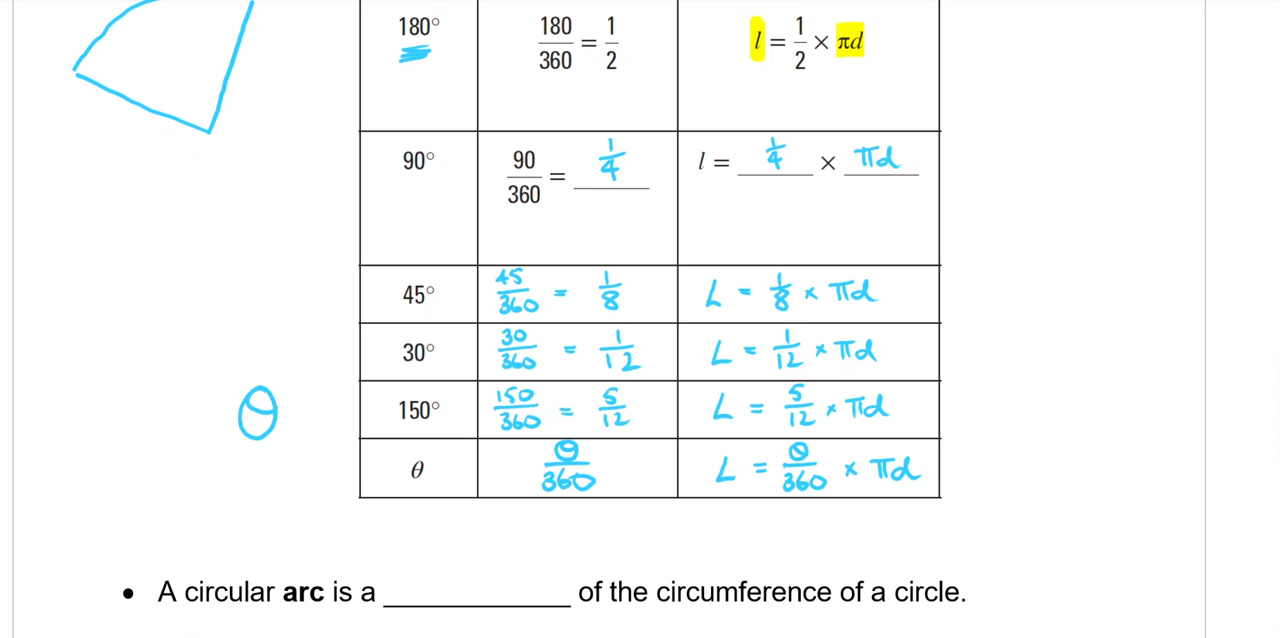 180° 180/360 = 1/2 l = 1/2 × πd
90° 90/360 = 1/4 l = 1/4 × πd
45° 45/360 = 1/8 L = 1/8 × πd
30° 30/360 = 1/12 L = 1/12 × πd
θ
150° 150/360 = 5/12 L = 5/12 × πd
θ θ/360 L = θ/360 × πd
• A circular arc is a ____________ of the circumference of a circle.